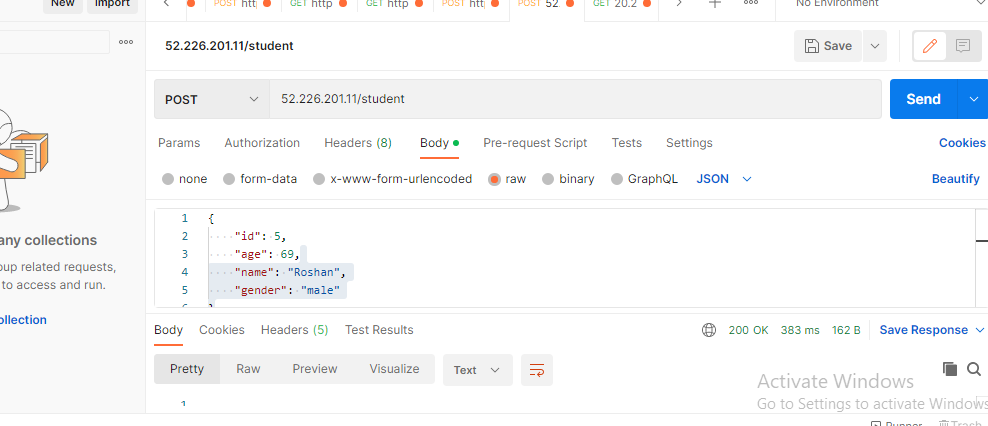 New Import
POST htt GET http GET http POST htt POST 52 GET 20.2 No Environment
52.226.201.11/student Save
POST 52.226.201.11/student Send
Params Authorization Headers (8) Body Pre-request Script Tests Settings Cookies
none form-data x-www-form-urlencoded raw binary GraphQL JSON Beautify
1 {
2 "id": 5,
3 "age": 69,
4 "name": "Roshan",
5 "gender": "male"
6 }
any collections
oup related requests,
to access and run.
ollection
Body Cookies Headers (5) Test Results 200 OK 383 ms 162 B Save Response
Pretty Raw Preview Visualize Text
1
Activate Windows
Go to Settings to activate Windows
Runner Trash